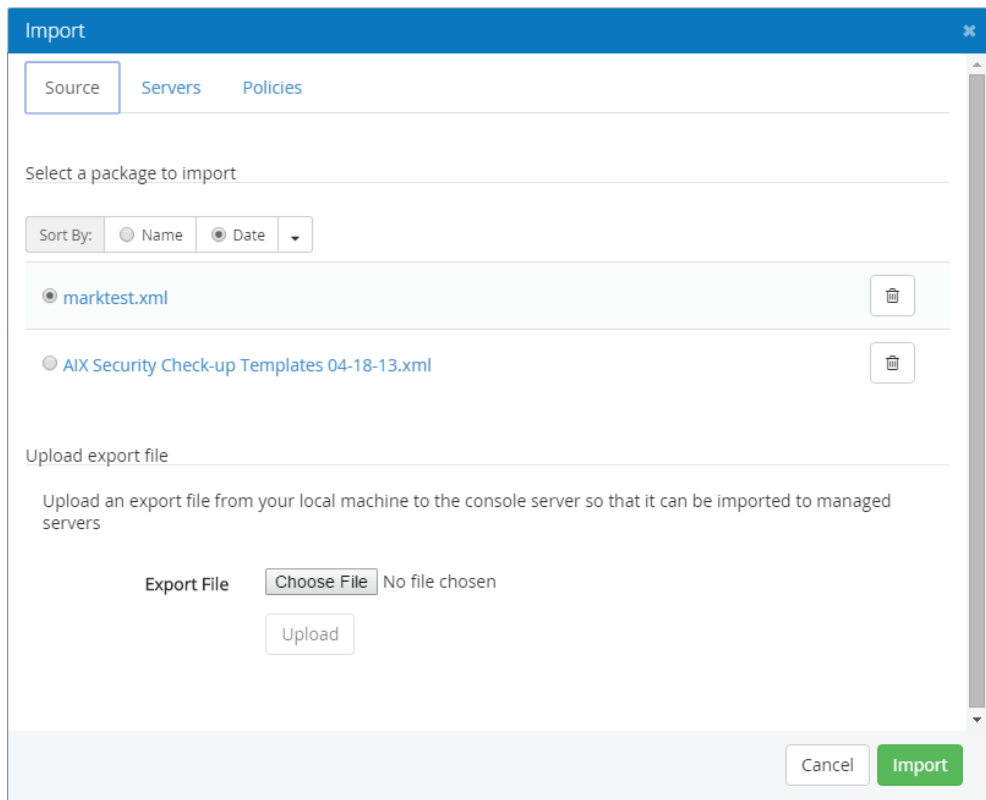 Import
Source Servers Policies
Select a package to import
Sort By: Name Date
marktest.xml
AIX Security Check-up Templates 04-18-13.xml
Upload export file
Upload an export file from your local machine to the console server so that it can be imported to managed
servers
Export File Choose File No file chosen
Upload
Cancel Import